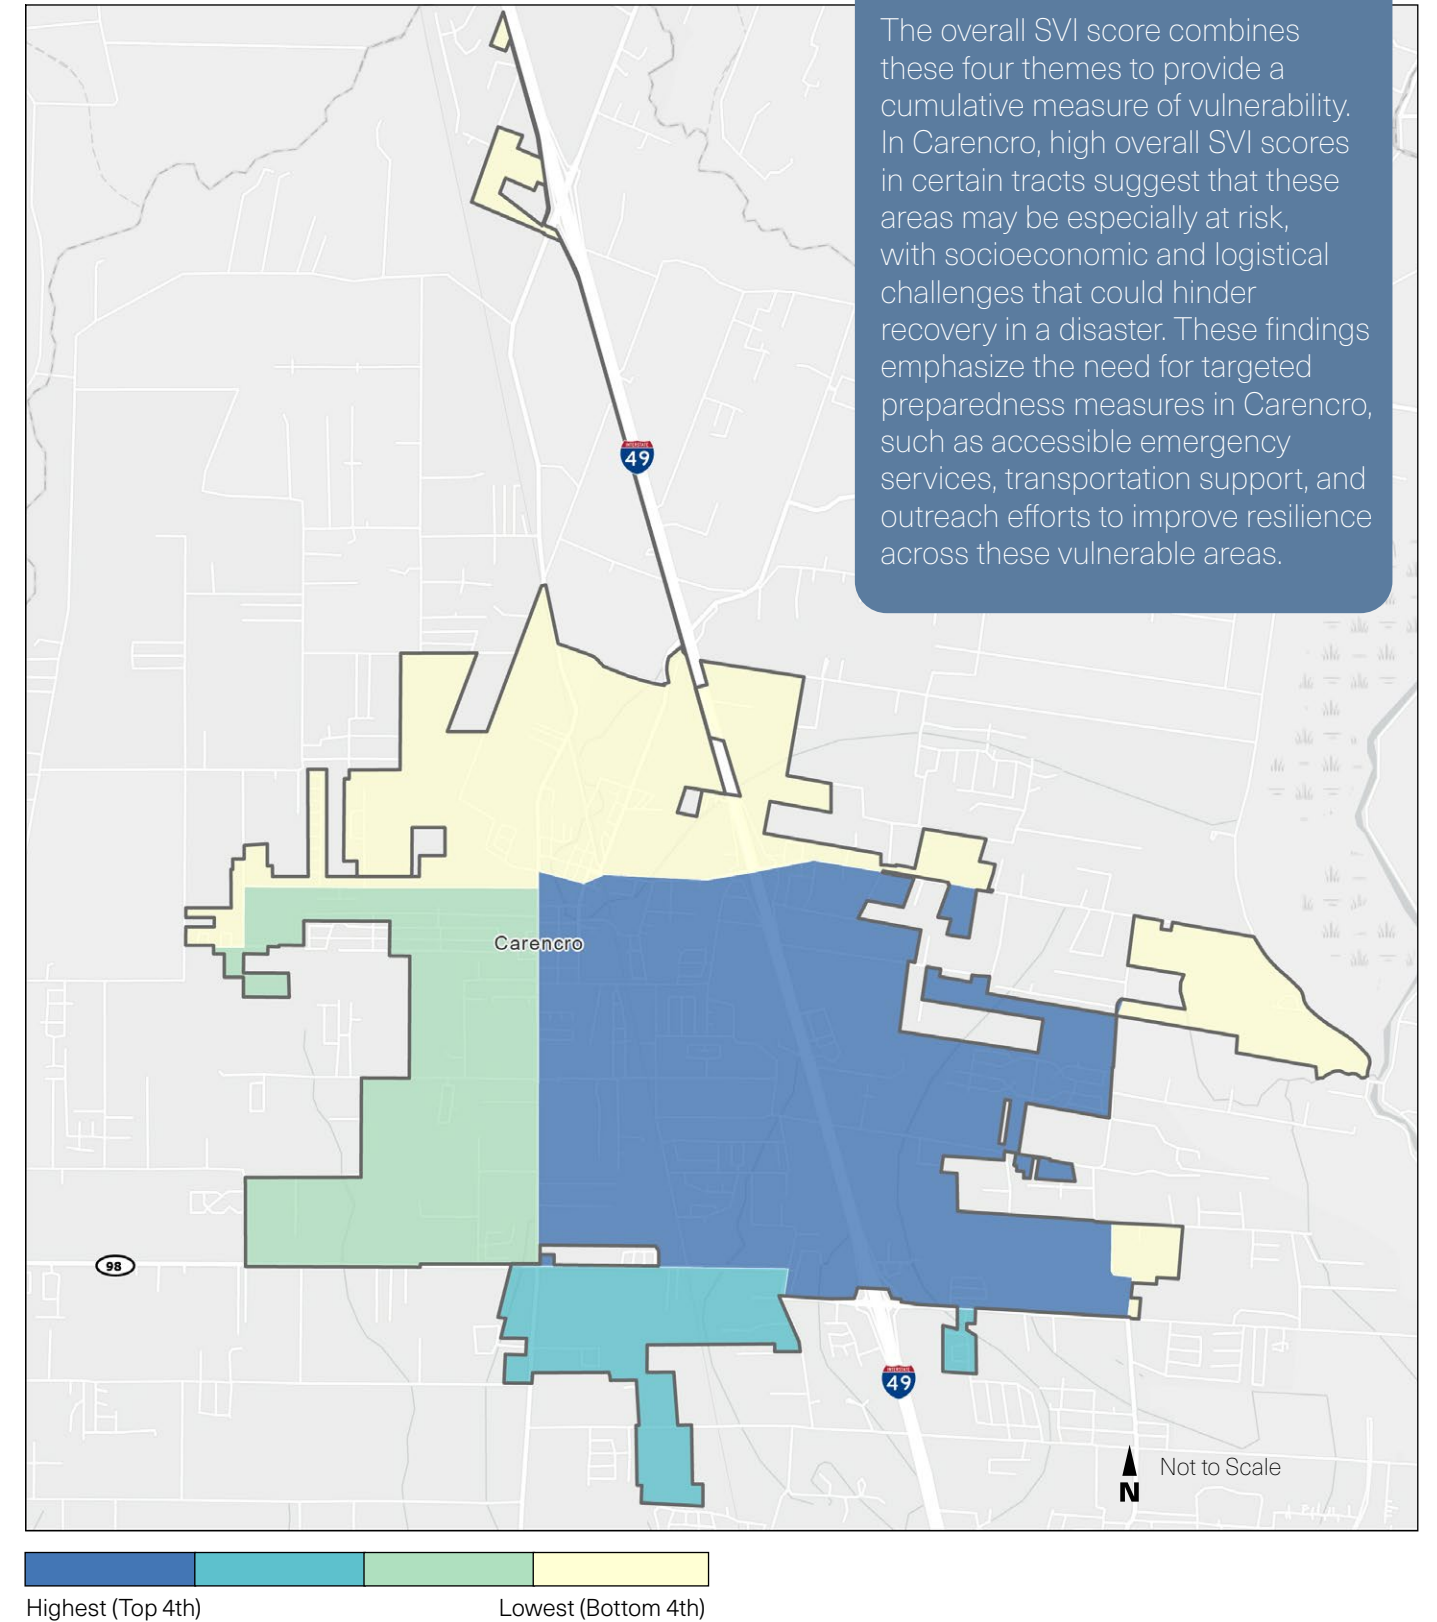 The overall SVI score combines
these four themes to provide a
cumulative measure of vulnerability.
In Carencro, high overall SVI scores
in certain tracts suggest that these
areas may be especially at risk,
with socioeconomic and logistical
challenges that could hinder
recovery in a disaster. These findings
emphasize the need for targeted
preparedness measures in Carencro,
such as accessible emergency
services, transportation support, and
outreach efforts to improve resilience
across these vulnerable areas.
INTERSTATE
49
Carencro
98
INTERSTATE
49
Not to Scale
N
Highest (Top 4th)
Lowest (Bottom 4th)